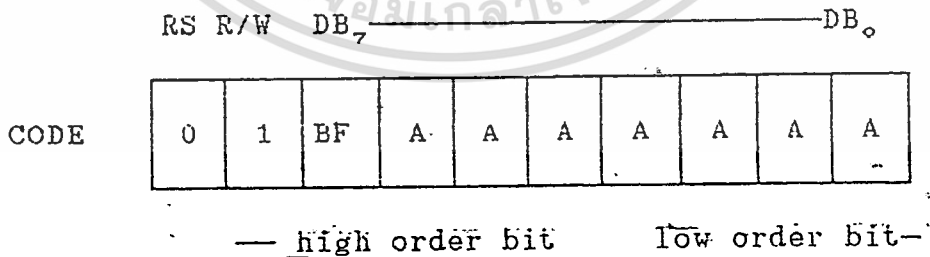 RS R/W DB₇ DB₀
CODE 0 1 BF A A A A A A A
— high order bit low order bit —